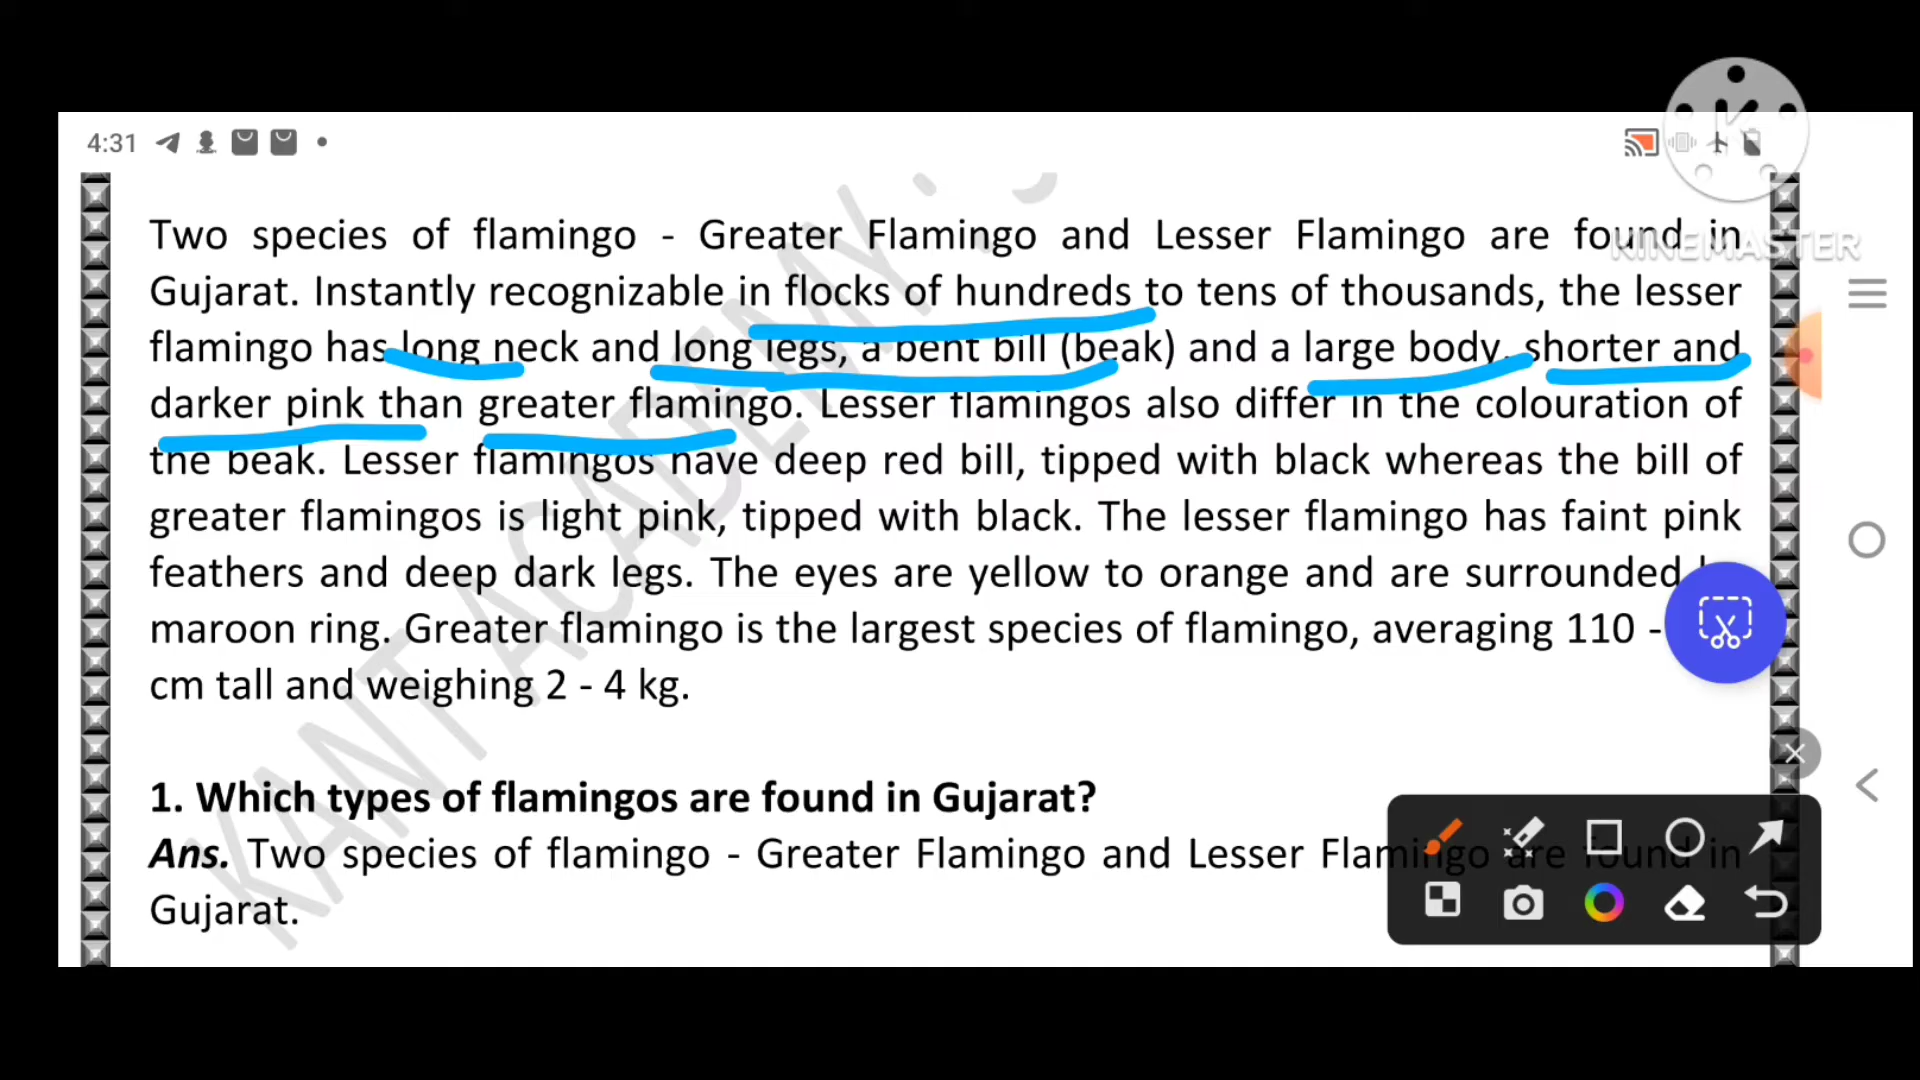 KINEMASTER
4:31
Two species of flamingo - Greater Flamingo and Lesser Flamingo are found in
Gujarat. Instantly recognizable in flocks of hundreds to tens of thousands, the lesser
flamingo has long neck and long legs, a bent bill (beak) and a large body, shorter and
darker pink than greater flamingo. Lesser flamingos also differ in the colouration of
the beak. Lesser flamingos have deep red bill, tipped with black whereas the bill of
greater flamingos is light pink, tipped with black. The lesser flamingo has faint pink
feathers and deep dark legs. The eyes are yellow to orange and are surrounded
maroon ring. Greater flamingo is the largest species of flamingo, averaging 110 -
cm tall and weighing 2 - 4 kg.
1. Which types of flamingos are found in Gujarat?
Ans. Two species of flamingo - Greater Flamingo and Lesser Flamingo are found in
Gujarat.
KANT ACADEMY